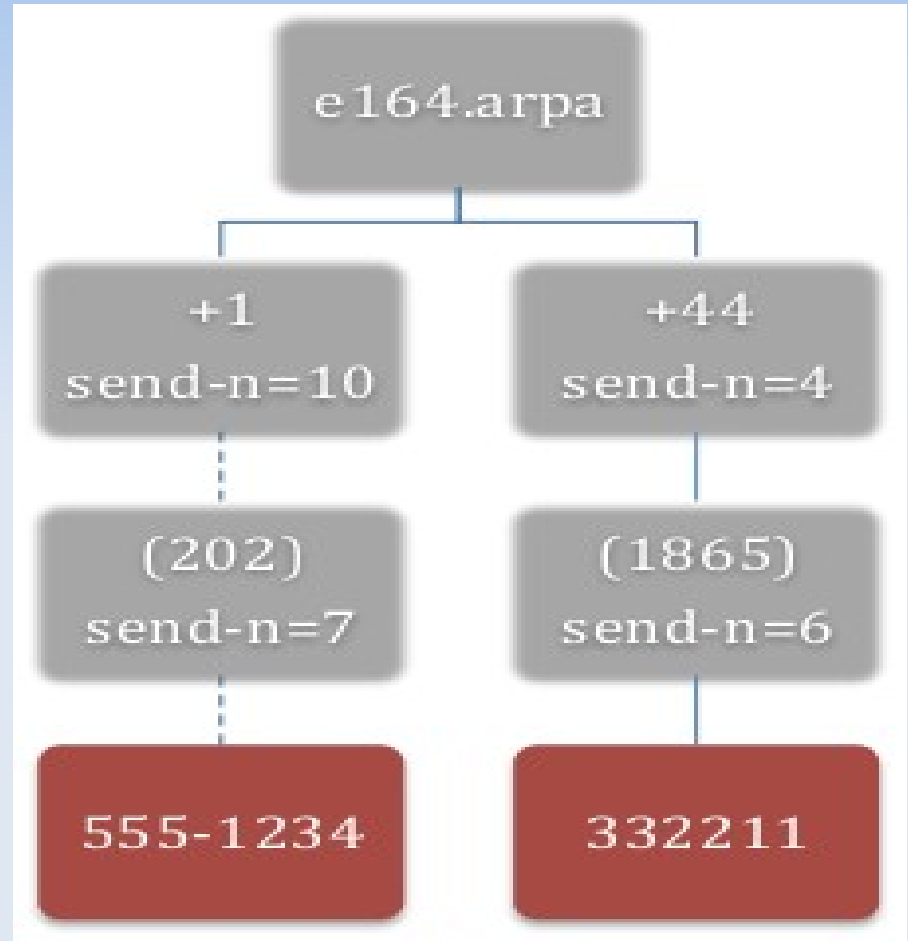 e164.arpa
+1
send-n=10
+44
send-n=4
(202)
send-n=7
(1865)
send-n=6
555-1234
332211